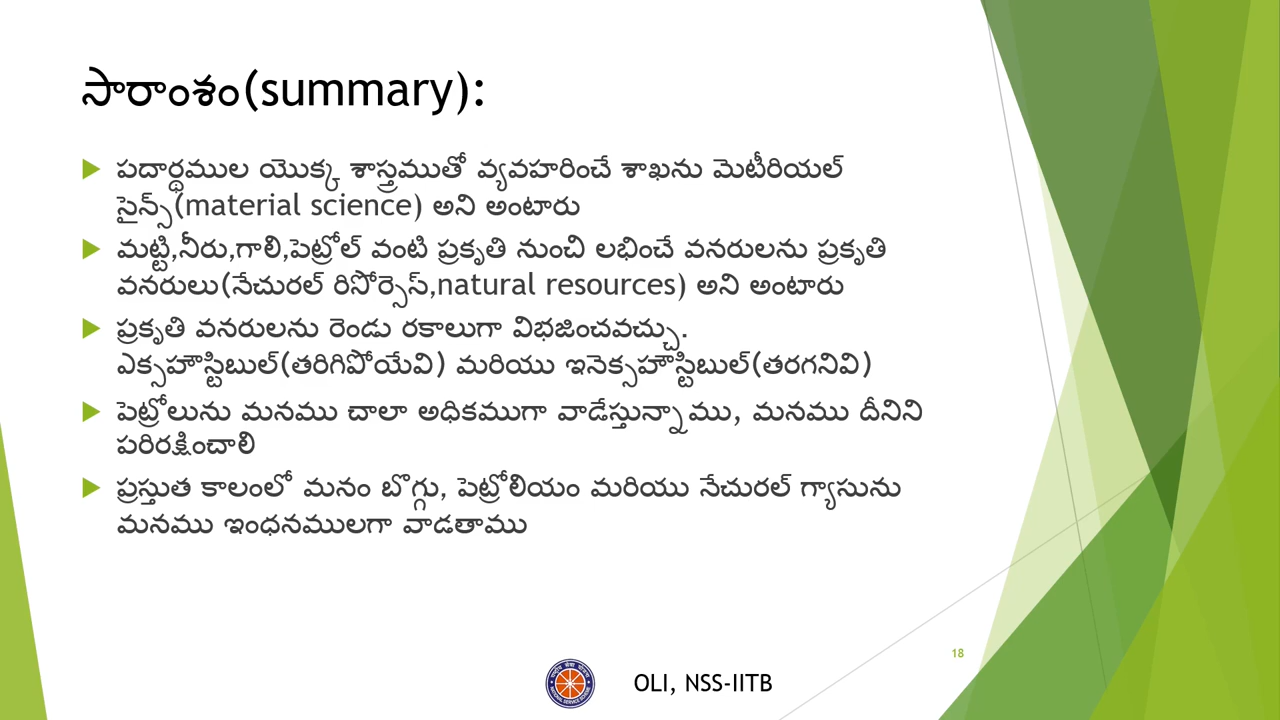 సారాంశం(summary):
పదార్థముల యొక్క శాస్త్రముతో వ్యవహరించే శాఖను మెటీరియల్
సైన్స్(material science) అని అంటారు
మట్టి,నీరు,గాలి,పెట్రోల్ వంటి ప్రకృతి నుంచి లభించే వనరులను ప్రకృతి
వనరులు(నేచురల్ రిసోర్సెస్,natural resources) అని అంటారు
ప్రకృతి వనరులను రెండు రకాలుగా విభజించవచ్చు.
ఎక్సహౌస్టిబుల్(తరిగిపోయేవి) మరియు ఇనెక్సహౌస్టిబుల్(తరగనివి)
పెట్రోలును మనము చాలా అధికముగా వాడేస్తున్నాము, మనము దీనిని
పరిరక్షించాలి
ప్రస్తుత కాలంలో మనం బొగ్గు, పెట్రోలియం మరియు నేచురల్ గ్యాసును
మనము ఇంధనములగా వాడతాము
18
OLI, NSS-IITB